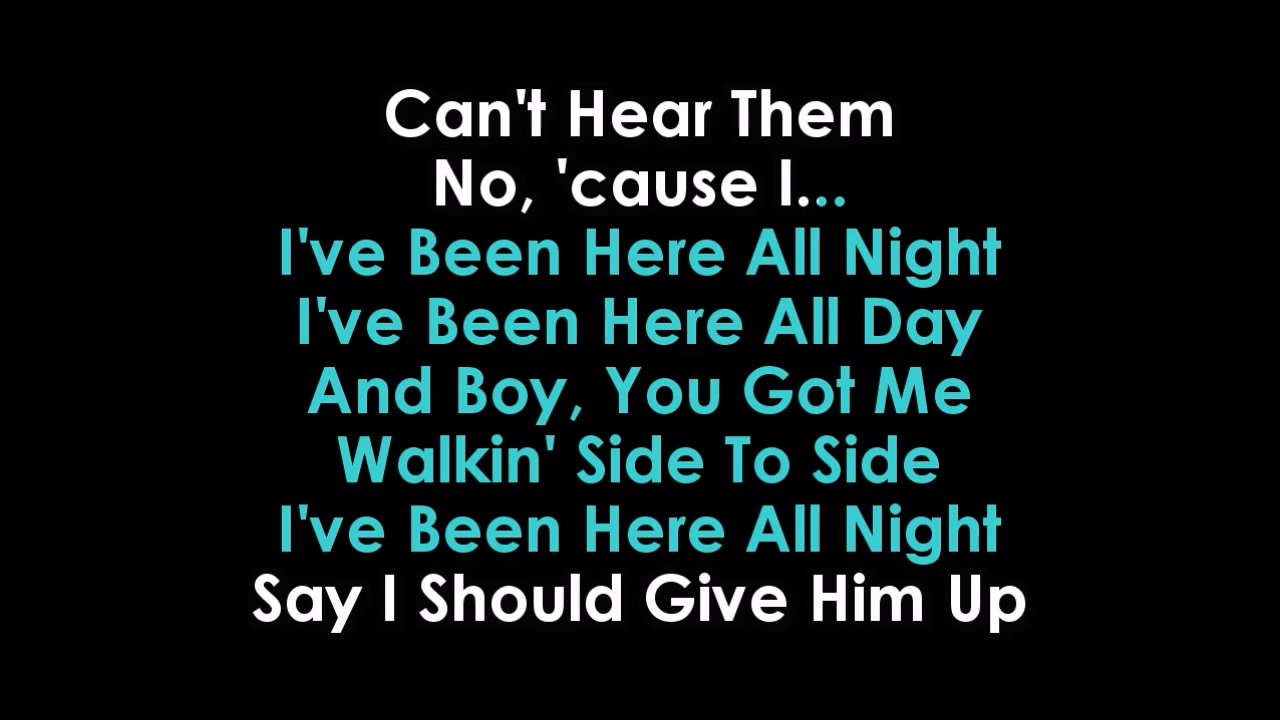 Can't Hear Them
No, 'cause I...
I've Been Here All Night
I've Been Here All Day
And Boy, You Got Me
Walkin' Side To Side
I've Been Here All Night
Say I Should Give Him Up